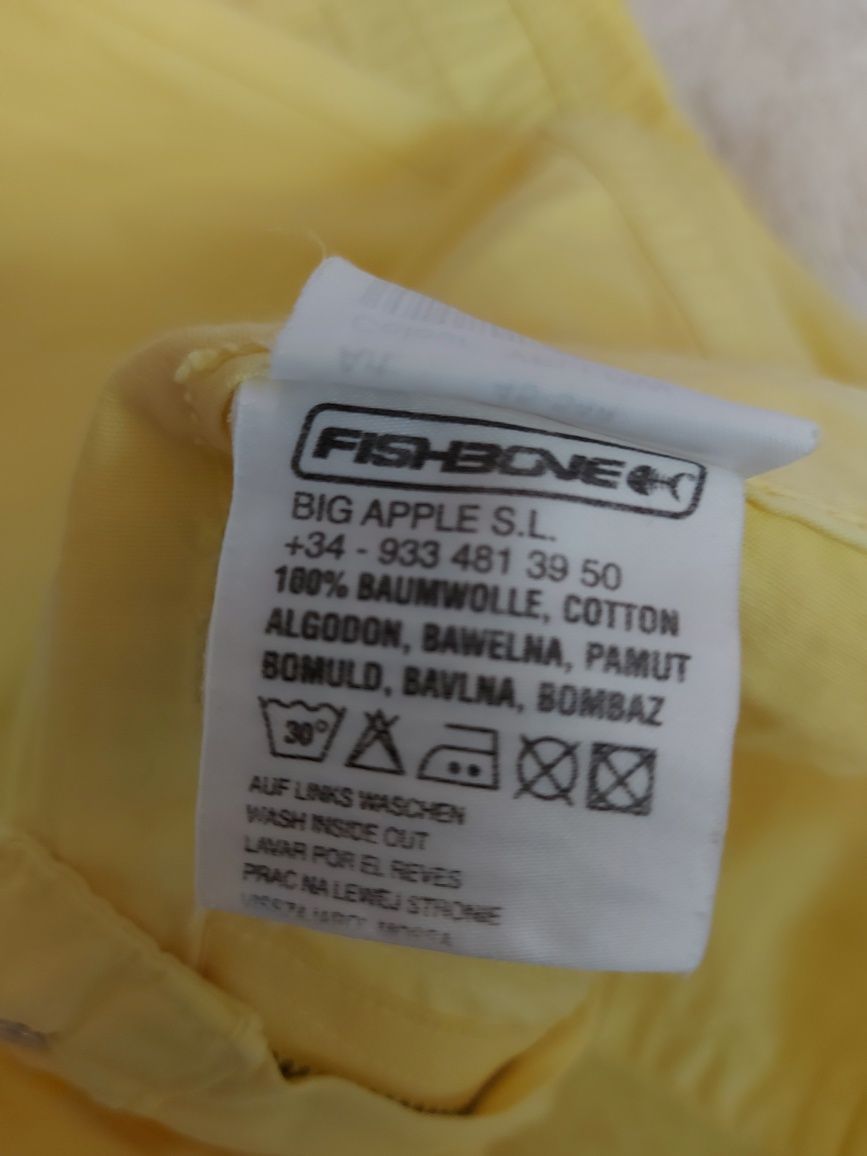 FISHBONE
BIG APPLE S.L.
+34 - 933 481 39 50
100% BAUMWOLLE, COTTON
ALGODON, BAWELNA, PAMUT
BOMULD, BAVLNA, BOMBAZ
30°
AUF LINKS WASCHEN
WASH INSIDE OUT
LAVAR POR EL REVES
PRAC NA LEWEJ STRONIE